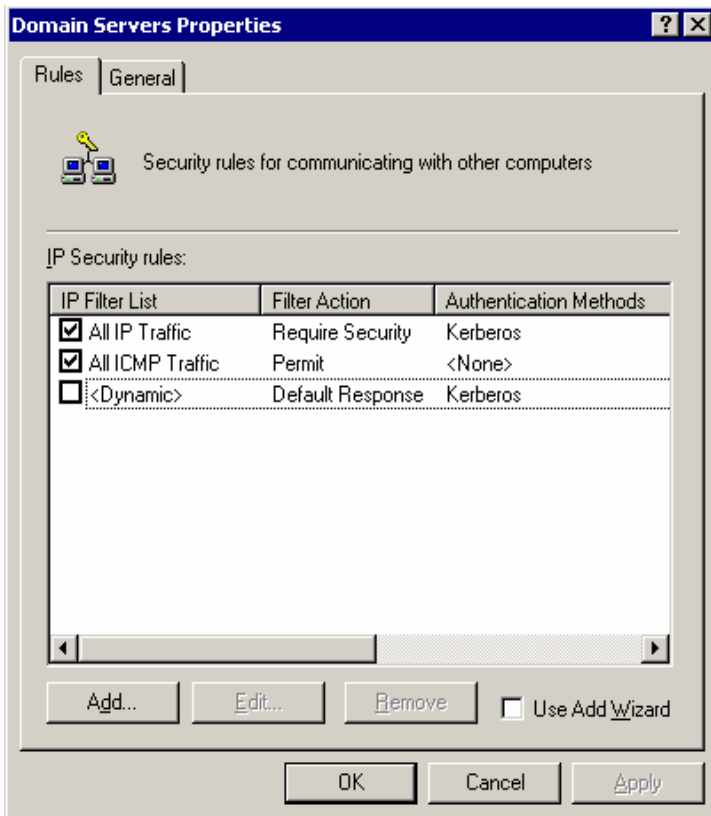 Domain Servers Properties
Rules General
Security rules for communicating with other computers
IP Security rules:
IP Filter List Filter Action Authentication Methods
All IP Traffic Require Security Kerberos
All ICMP Traffic Permit <None>
<Dynamic> Default Response Kerberos
Add... Edit... Remove Use Add Wizard
OK Cancel Apply